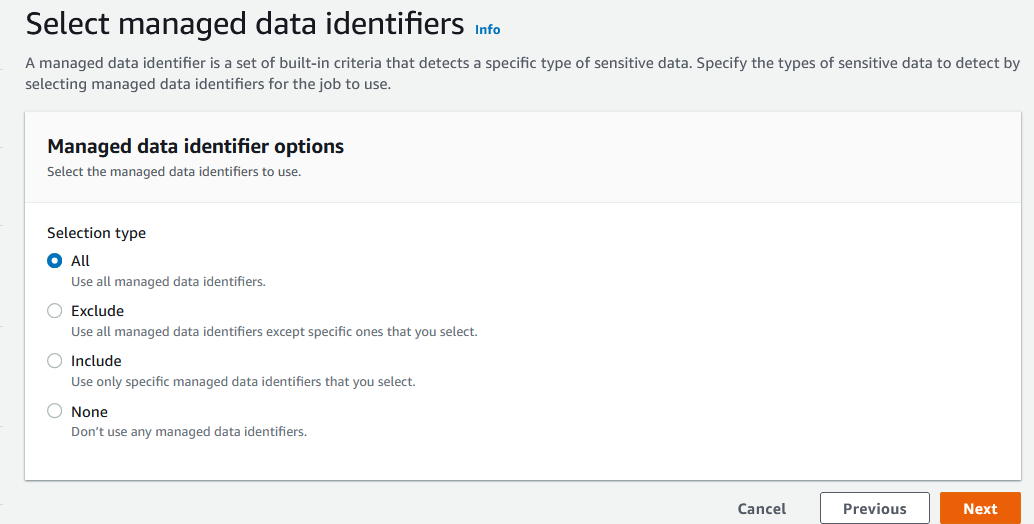 Select managed data identifiers Info
A managed data identifier is a set of built-in criteria that detects a specific type of sensitive data. Specify the types of sensitive data to detect by
selecting managed data identifiers for the job to use.
Managed data identifier options
Select the managed data identifiers to use.
Selection type
All
Use all managed data identifiers.
Exclude
Use all managed data identifiers except specific ones that you select.
Include
Use only specific managed data identifiers that you select.
None
Don’t use any managed data identifiers.
Cancel Previous Next